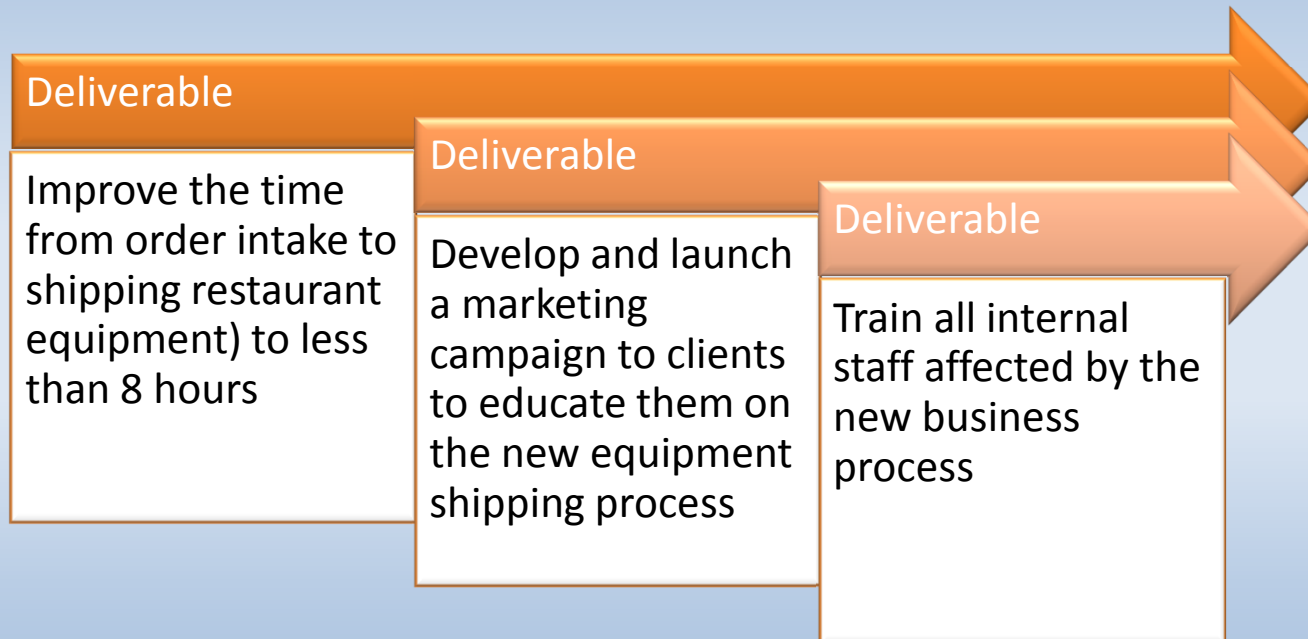 Deliverable
Improve the time
from order intake to
shipping restaurant
equipment) to less
than 8 hours
Deliverable
Develop and launch
a marketing
campaign to clients
to educate them on
the new equipment
shipping process
Deliverable
Train all internal
staff affected by the
new business
process